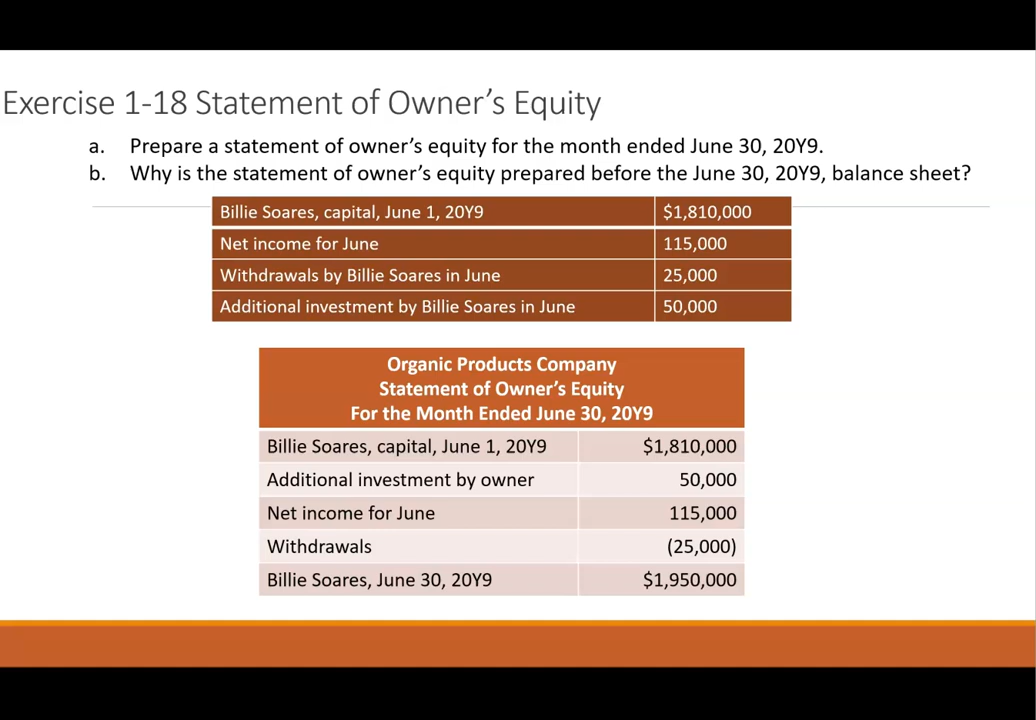 Exercise 1-18 Statement of Owner's Equity
a. Prepare a statement of owner's equity for the month ended June 30, 20Y9.
b. Why is the statement of owner's equity prepared before the June 30, 20Y9, balance sheet?
Billie Soares, capital, June 1, 20Y9 $1,810,000
Net income for June 115,000
Withdrawals by Billie Soares in June 25,000
Additional investment by Billie Soares in June 50,000
Organic Products Company
Statement of Owner's Equity
For the Month Ended June 30, 20Y9
Billie Soares, capital, June 1, 20Y9 $1,810,000
Additional investment by owner 50,000
Net income for June 115,000
Withdrawals (25,000)
Billie Soares, June 30, 20Y9 $1,950,000